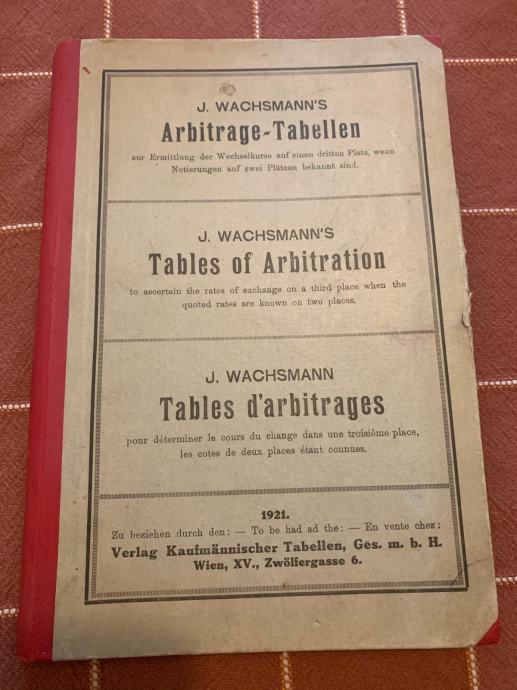 J. WACHSMANN'S
Arbitrage-Tabellen
zur Ermittlung der Wechselkurse auf einen dritten Platz, wenn
Notierungen auf zwei Plätzen bekannt sind.
J. WACHSMANN'S
Tables of Arbitration
to ascertain the rates of exchange on a third place when the
quoted rates are known on two places.
J. WACHSMANN
Tables d'arbitrages
pour déterminer le cours du change dans une troisième place,
les cotes de deux places étant connues.
1921.
Zu beziehen durch den: — To be had ad the: — En vente chez:
Verlag Kaufmännischer Tabellen, Ges. m. b. H.
Wien, XV., Zwölfergasse 6.